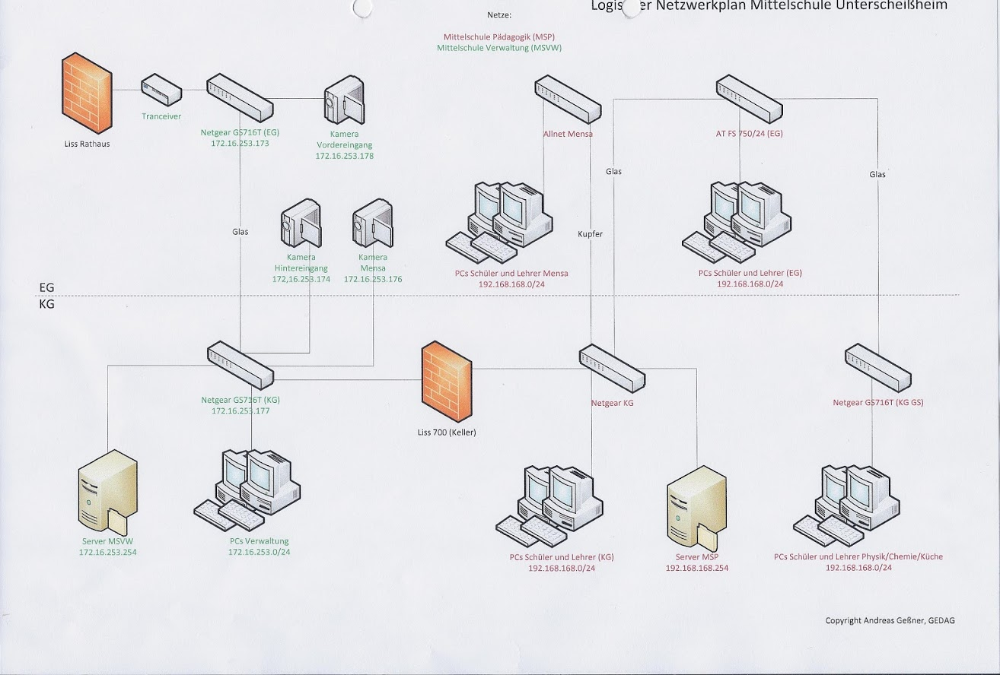 Netze:
Mittelschule Pädagogik (MSP)
Mittelschule Verwaltung (MSVW)
Netzwerkplan Mittelschule Unterscheißheim
Liss Rathaus
Tranceiver
Netgear GS716T (EG)
172.16.253.173
Kamera
Vordereingang
172.16.253.178
Allnet Mensa
AT FS 750/24 (EG)
Glas
Glas
Glas
Kupfer
Kamera
Hintereingang
172,16.253.174
Kamera
Mensa
172.16.253.176
PCs Schüler und Lehrer Mensa
192.168.168.0/24
PCs Schüler und Lehrer (EG)
192.168.168.0/24
EG
KG
Netgear GS716T (KG)
172.16.253.177
Liss 700 (Keller)
Netgear KG
Netgear GS716T (KG GS)
Server MSVW
172.16.253.254
PCs Verwaltung
172.16.253.0/24
PCs Schüler und Lehrer (KG)
192.168.168.0/24
Server MSP
192.168.168.254
PCs Schüler und Lehrer Physik/Chemie/Küche
192.168.168.0/24
Copyright Andreas Geßner, GEDAG